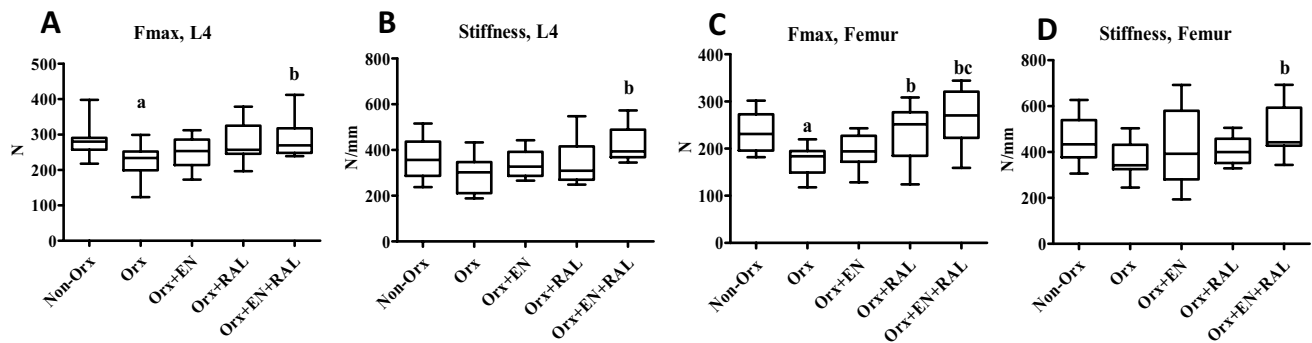 A
Fmax, L4
500
400
300
200
100
0
N
a
b
Non-Orx
Orx
Orx+EN
Orx+RAL
Orx+EN+RAL
B
Stiffness, L4
800
600
400
200
0
N/mm
b
Non-Orx
Orx
Orx+EN
Orx+RAL
Orx+EN+RAL
C
Fmax, Femur
400
300
200
100
0
N
a
b
bc
Non-Orx
Orx
Orx+EN
Orx+RAL
Orx+EN+RAL
D
Stiffness, Femur
800
600
400
200
0
N/mm
b
Non-Orx
Orx
Orx+EN
Orx+RAL
Orx+EN+RAL